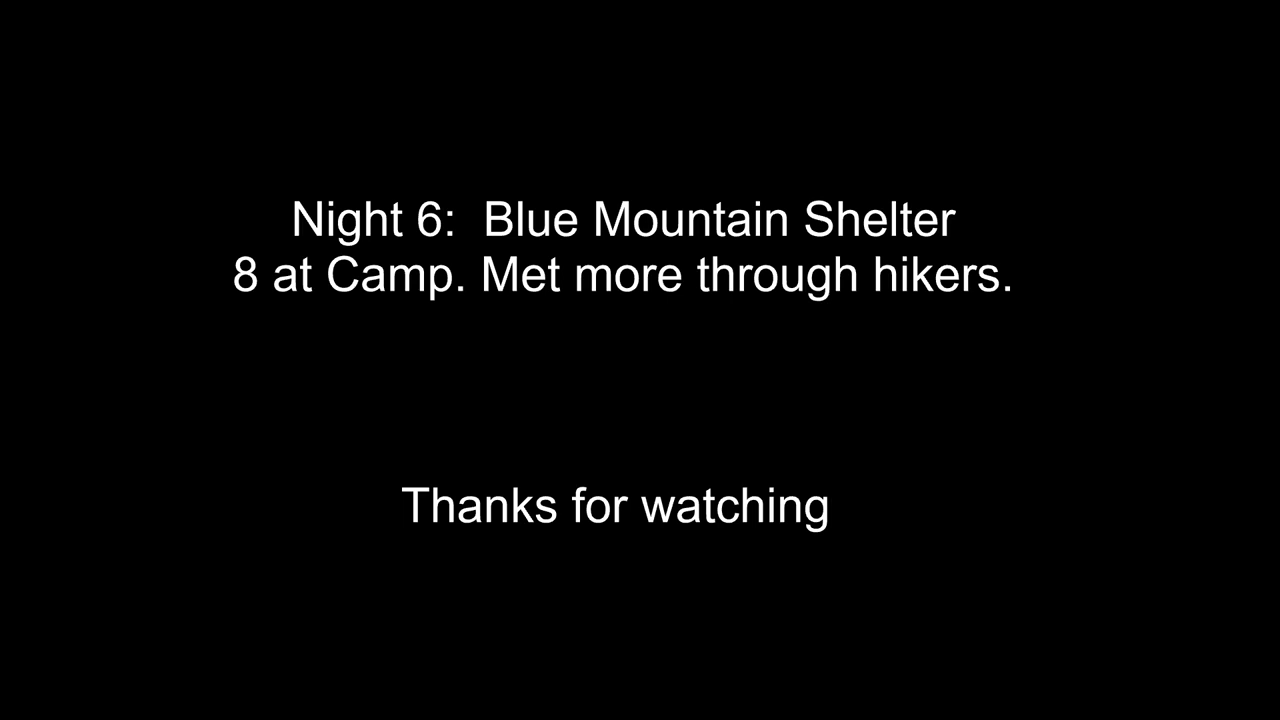 Night 6:  Blue Mountain Shelter
8 at Camp. Met more through hikers.
Thanks for watching